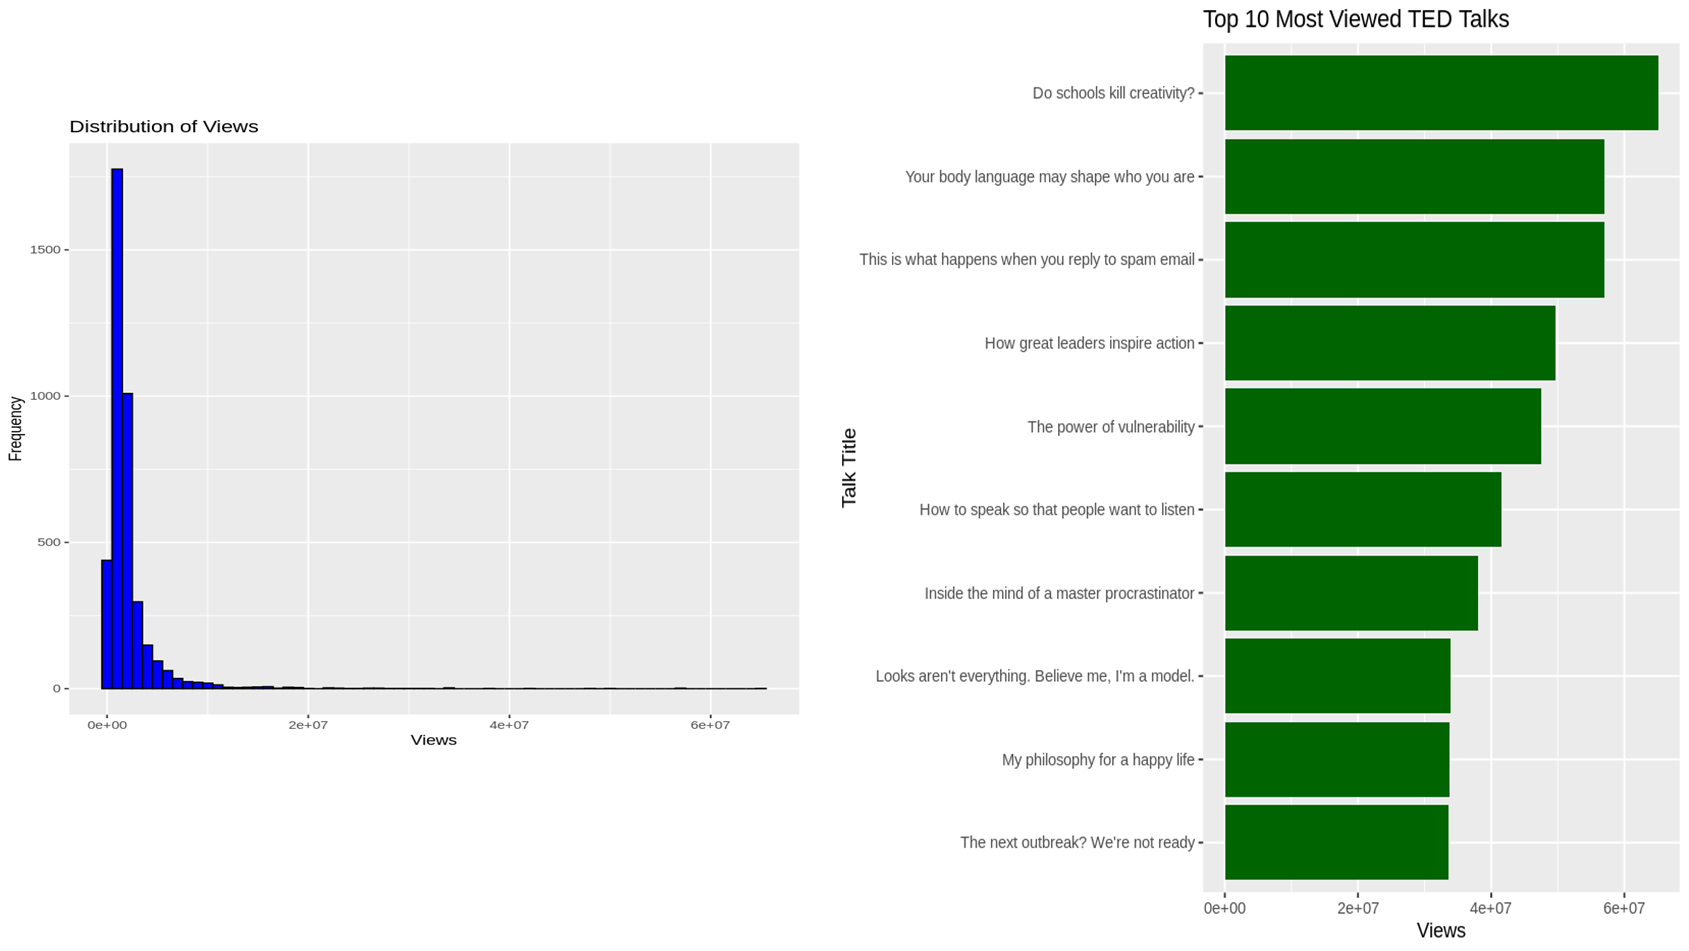 Distribution of Views
Frequency
1500
1000
500
0
0e+00 2e+07 4e+07 6e+07
Views
Top 10 Most Viewed TED Talks
Talk Title
Do schools kill creativity?
Your body language may shape who you are
This is what happens when you reply to spam email
How great leaders inspire action
The power of vulnerability
How to speak so that people want to listen
Inside the mind of a master procrastinator
Looks aren't everything. Believe me, I'm a model.
My philosophy for a happy life
The next outbreak? We're not ready
0e+00 2e+07 4e+07 6e+07
Views